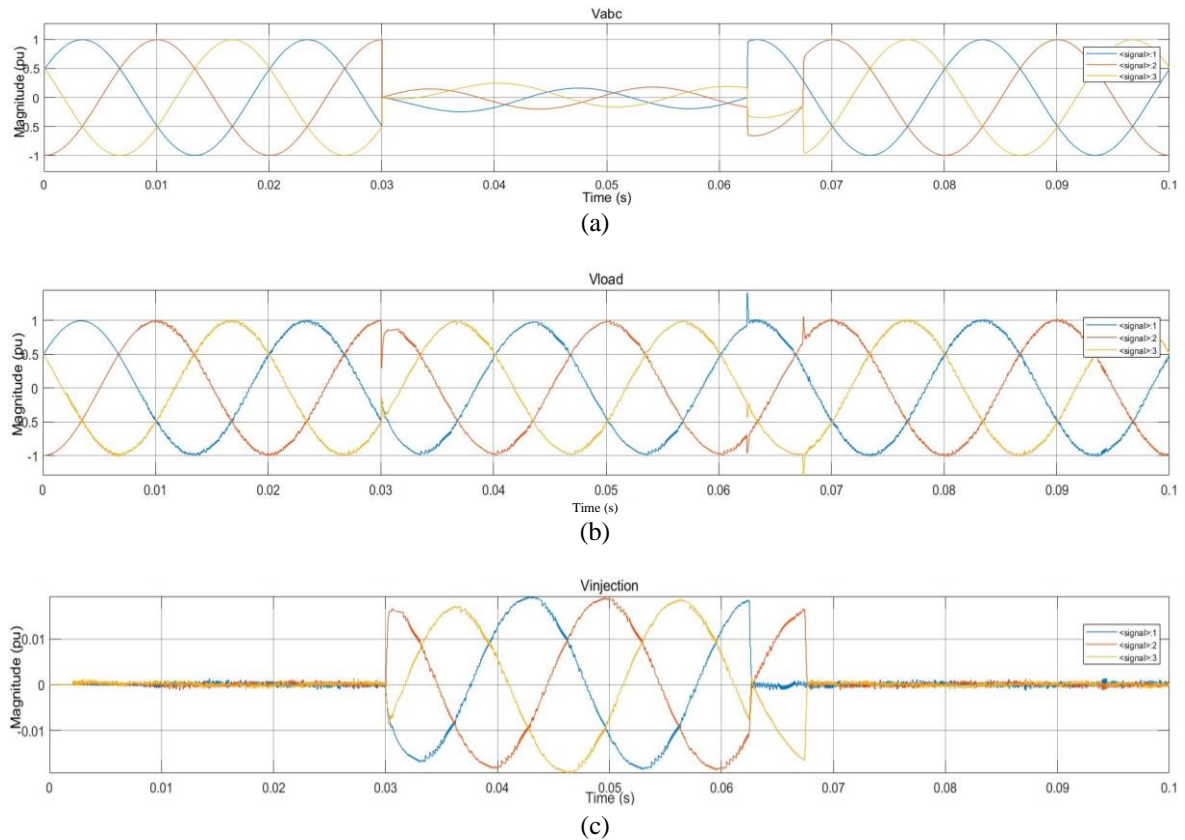 Vabc
Magnitude (pu)
1
0.5
0
0.5
-1
<signal>:1
<signal>:2
<signal>:3
0 0.01 0.02 0.03 0.04 0.05 0.06 0.07 0.08 0.09 0.1
Time (s)
(a)
Vload
Magnitude (pu)
1
0.5
0
-0.5
-1
<signal>:1
<signal>:2
<signal>:3
0 0.01 0.02 0.03 0.04 0.05 0.06 0.07 0.08 0.09 0.1
Time (s)
(b)
Vinjection
Magnitude (pu)
0.01
0
-0.01
<signal>:1
<signal>:2
<signal>:3
0 0.01 0.02 0.03 0.04 0.05 0.06 0.07 0.08 0.09 0.1
Time (s)
(c)